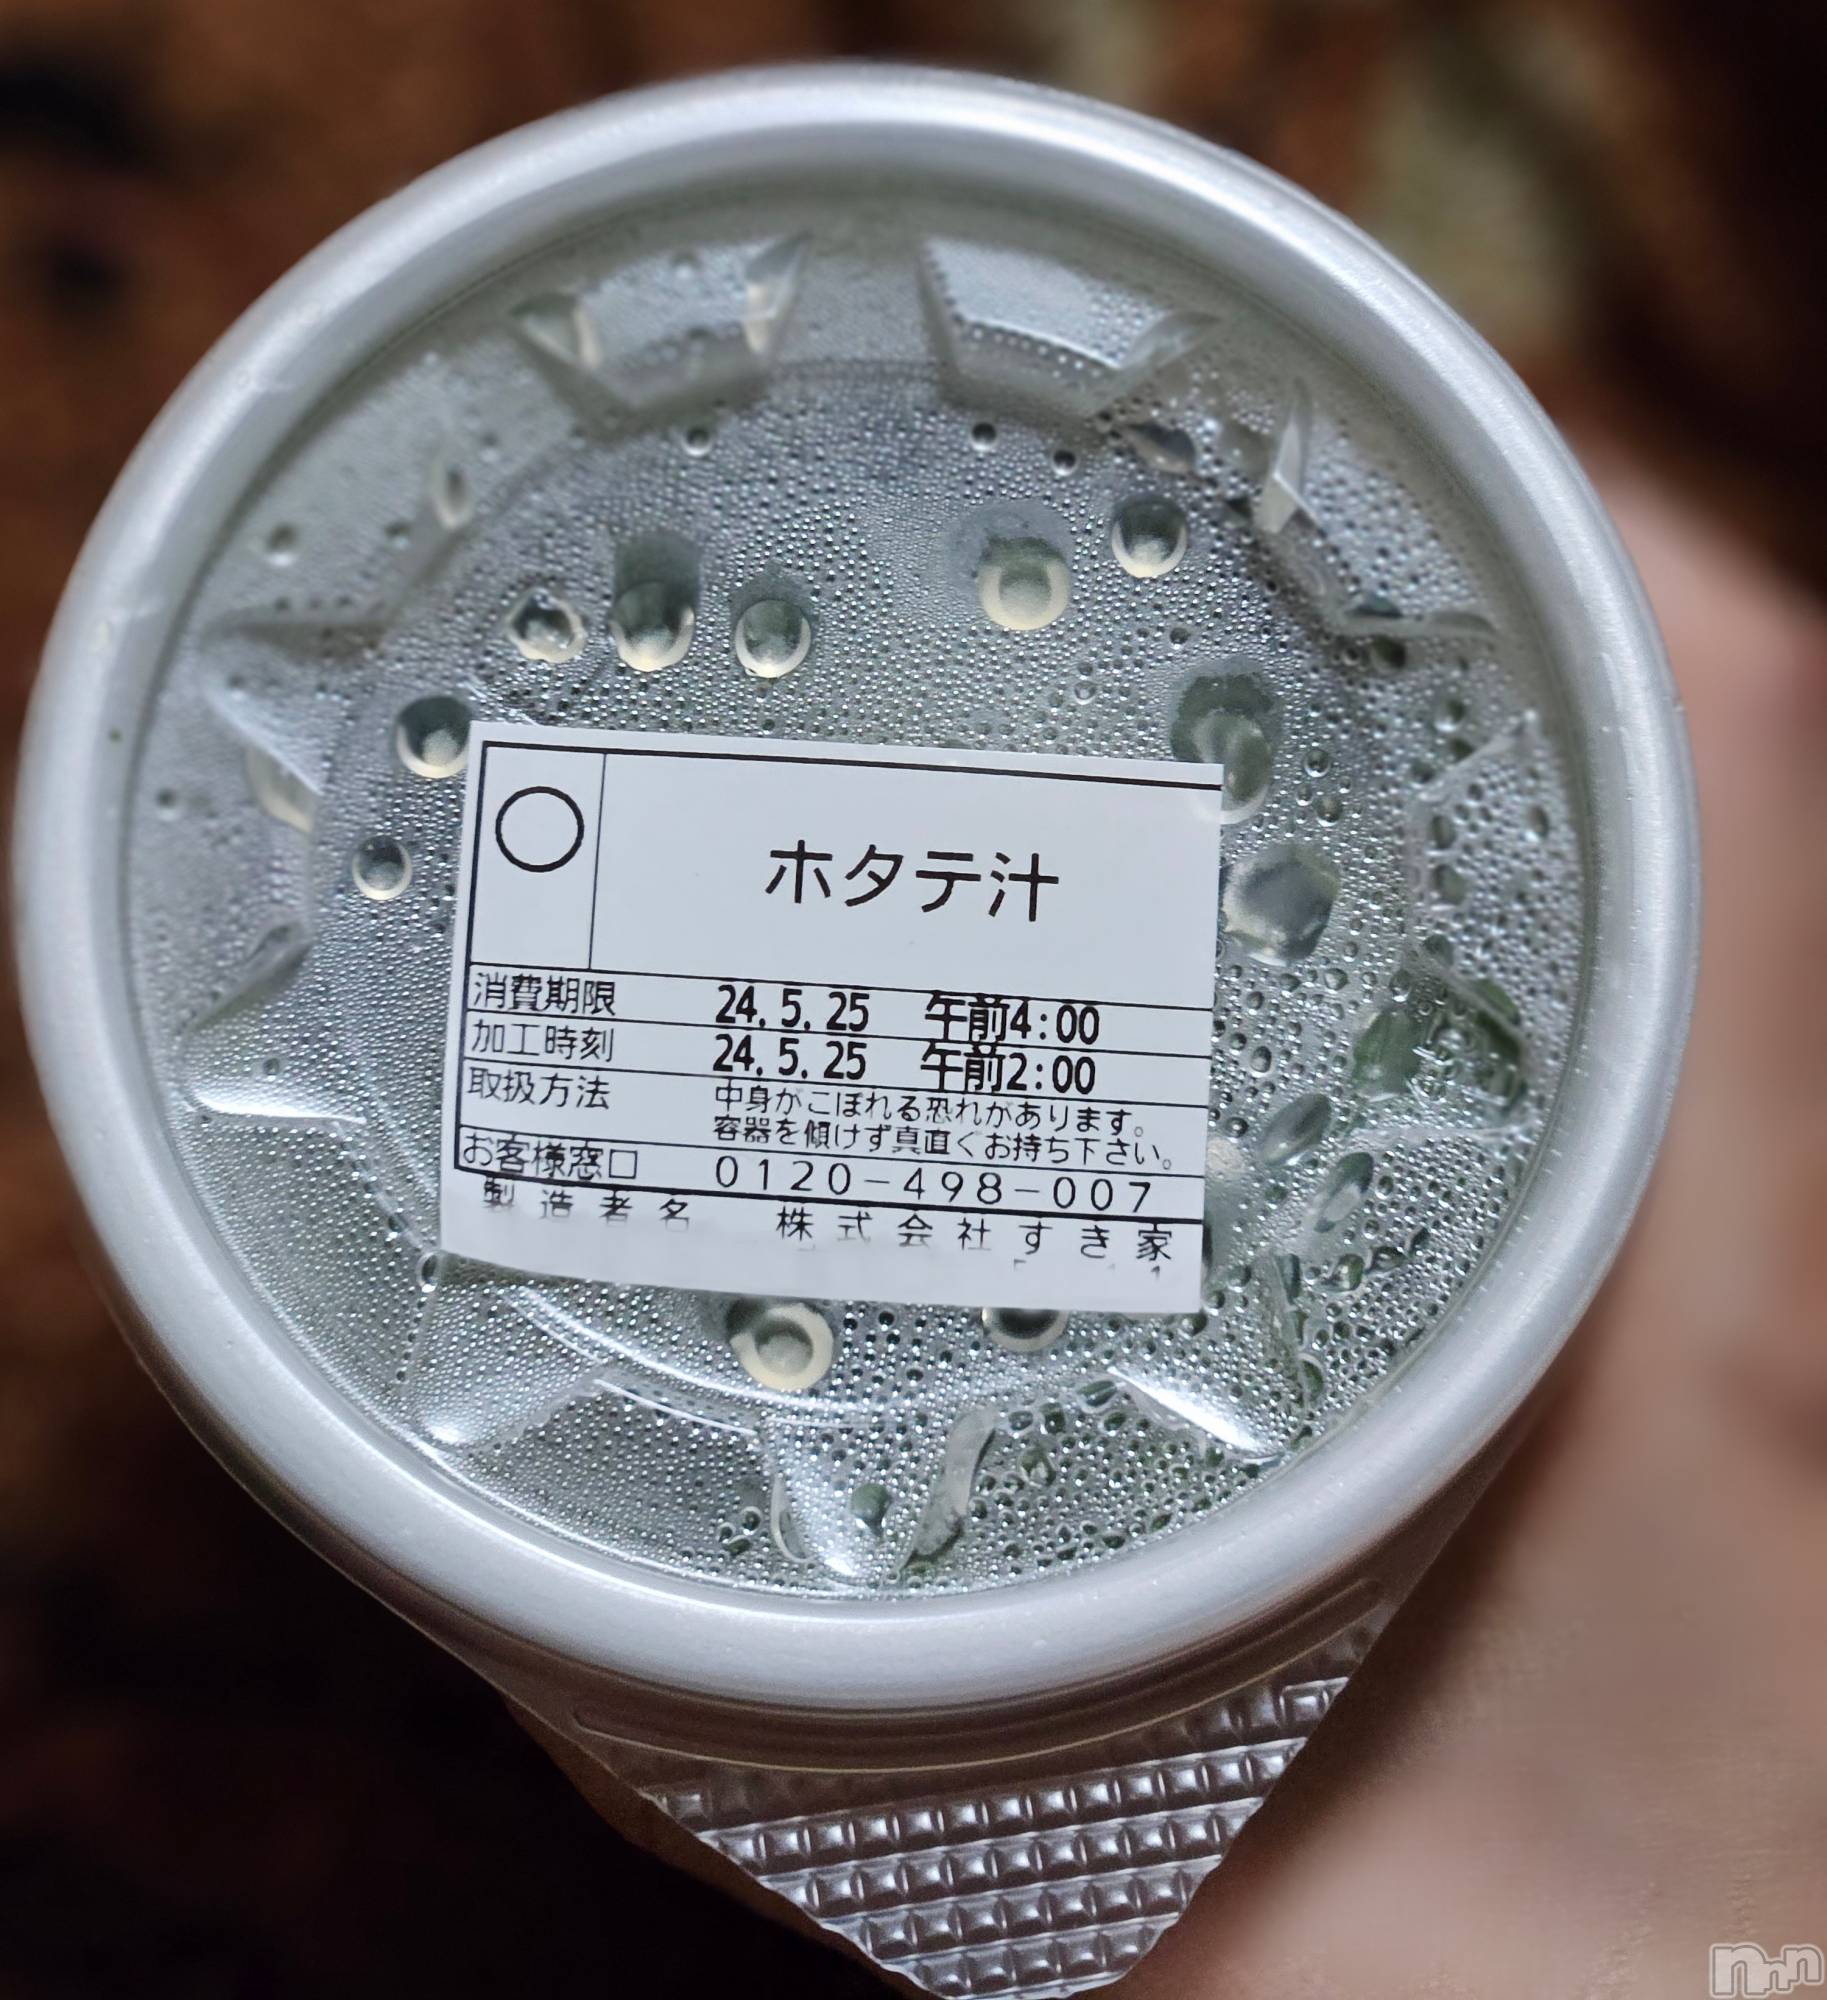 ホタテ汁
消費期限 24. 5. 25 午前4:00
加工時刻 24. 5. 25 午前2:00
取扱方法 中身がこぼれる恐れがあります。
容器を傾けず真直ぐお持ち下さい。
お客様窓口 0120-498-007
製造者名 株式会社すき家
nnn